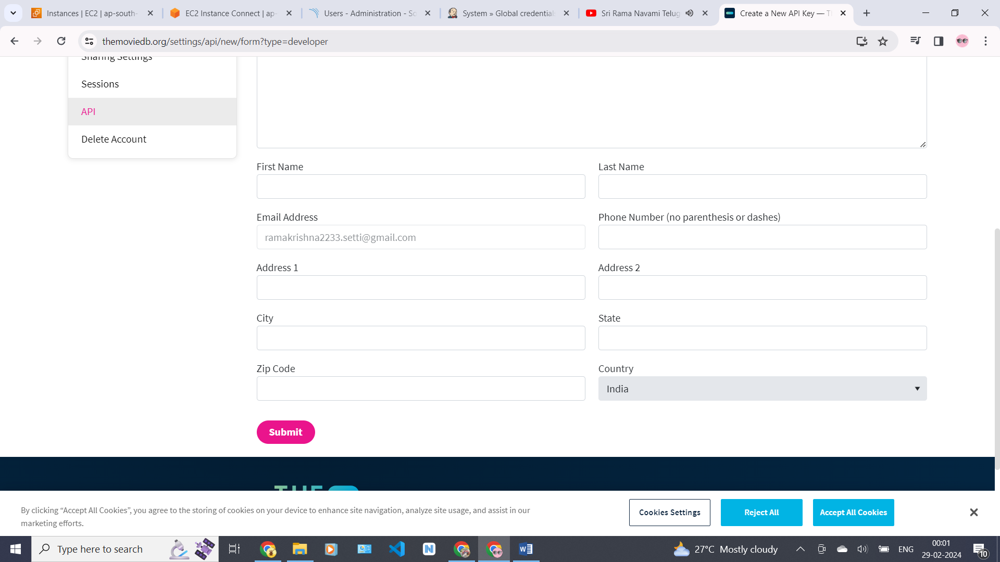 Instances | EC2 | ap-south-
EC2 Instance Connect | ap-
Users - Administration - So
System » Global credentials
Sri Rama Navami Telug
Create a New API Key — Th
themoviedb.org/settings/api/new/form?type=developer
Sharing Settings
Sessions
API
Delete Account
First Name
Last Name
Email Address
Phone Number (no parenthesis or dashes)
ramakrishna2233.setti@gmail.com
Address 1
Address 2
City
State
Zip Code
Country
India
Submit
THE
By clicking “Accept All Cookies”, you agree to the storing of cookies on your device to enhance site navigation, analyze site usage, and assist in our
marketing efforts.
Cookies Settings
Reject All
Accept All Cookies
Type here to search
27°C Mostly cloudy
ENG
00:01
29-02-2024
10